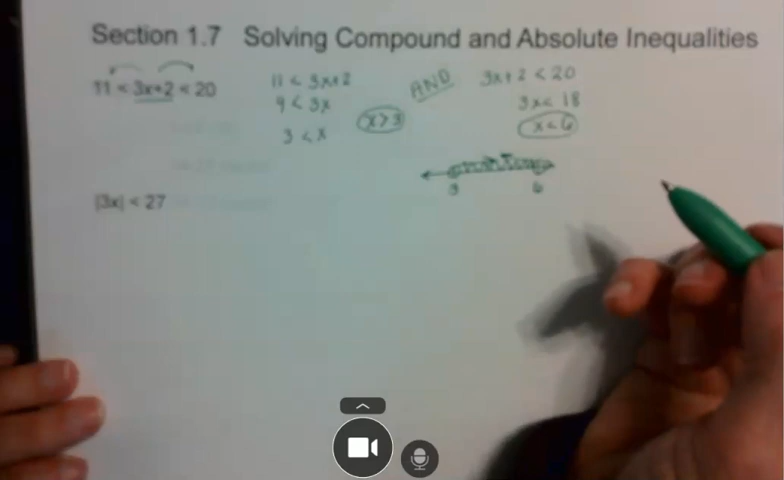 Section 1.7 Solving Compound and Absolute Inequalities
11 < 3x+2 < 20
11 < 3x+2
AND
3x+2 < 20
9 < 3x
3x < 18
3 < x
x>3
x<6
3
6
|3x| < 27